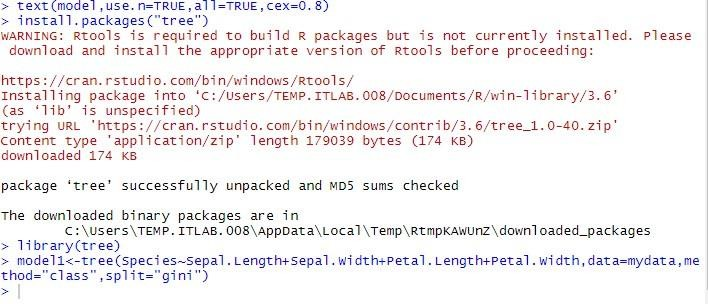 > text(model,use.n=TRUE,all=TRUE,cex=0.8)
> install.packages("tree")
WARNING: Rtools is required to build R packages but is not currently installed. Please
 download and install the appropriate version of Rtools before proceeding:
https://cran.rstudio.com/bin/windows/Rtools/
Installing package into ‘C:/Users/TEMP.ITLAB.008/Documents/R/win-library/3.6’
(as ‘lib’ is unspecified)
trying URL 'https://cran.rstudio.com/bin/windows/contrib/3.6/tree_1.0-40.zip'
Content type 'application/zip' length 179039 bytes (174 KB)
downloaded 174 KB
package ‘tree’ successfully unpacked and MD5 sums checked
The downloaded binary packages are in
        C:\Users\TEMP.ITLAB.008\AppData\Local\Temp\RtmpKAWUnZ\downloaded_packages
> library(tree)
> model1<-tree(Species~Sepal.Length+Sepal.Width+Petal.Length+Petal.Width,data=mydata,me
thod="class",split="gini")
>